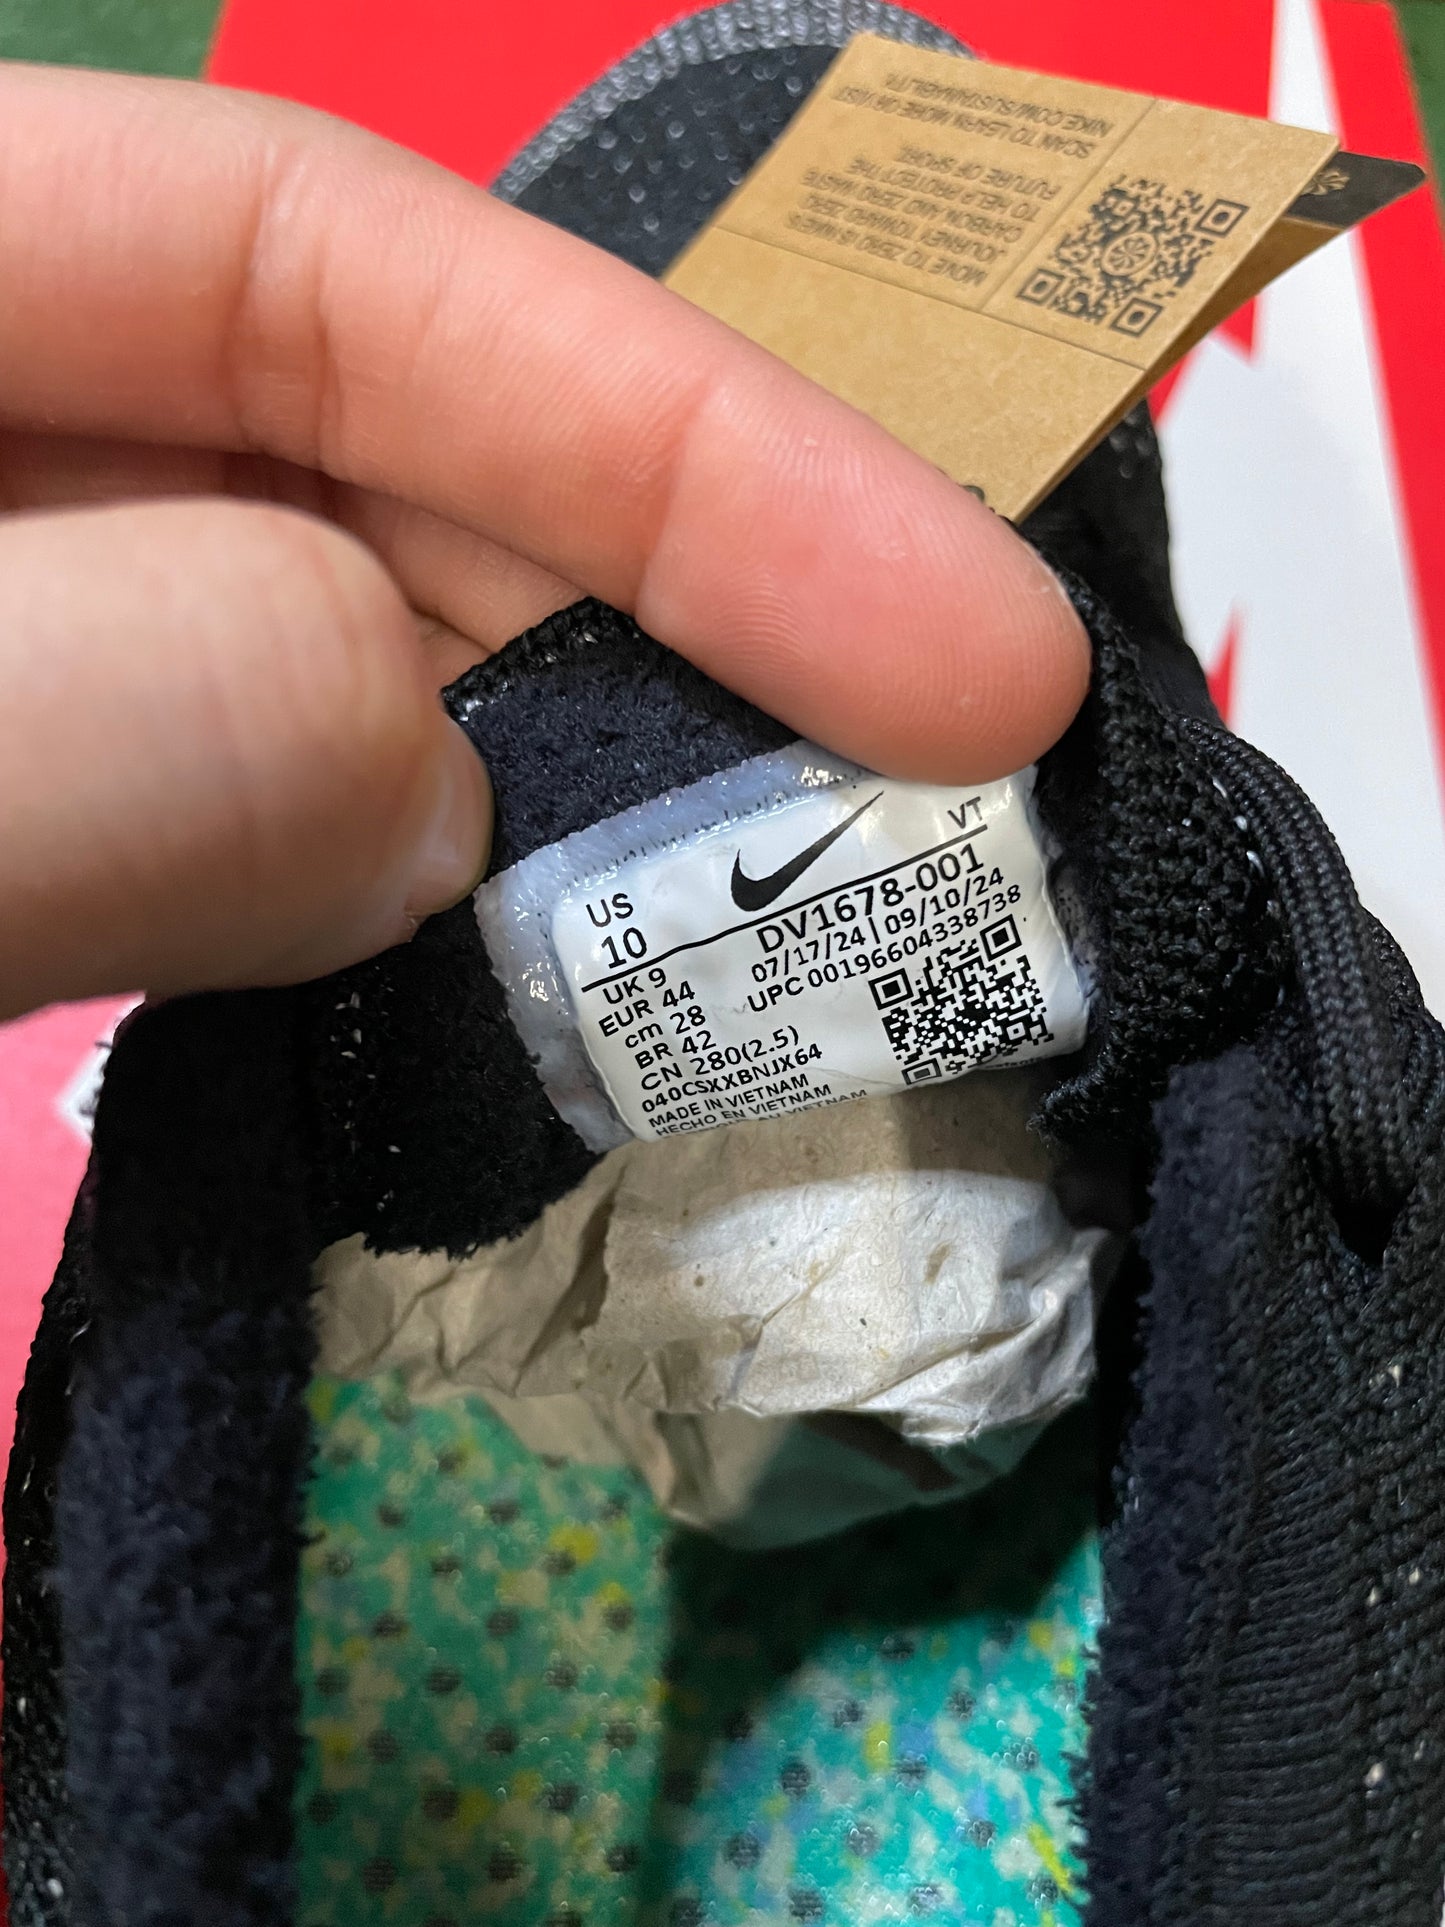 SCAN TO LEARN MORE OR VISIT
NIKE.COM/SUSTAINABILITY
MOVE TO ZERO IS NIKE'S
JOURNEY TOWARD ZERO
CARBON AND ZERO WASTE
TO HELP PROTECT THE
FUTURE OF SPORT.
VT
US
10
DV1678-001
07/17/24 | 09/10/24
UPC 00196604338738
UK 9
EUR 44
cm 28
BR 42
CN 280(2.5)
040CSXXBNJX64
MADE IN VIETNAM
HECHO EN VIETNAM
AU VIETNAM